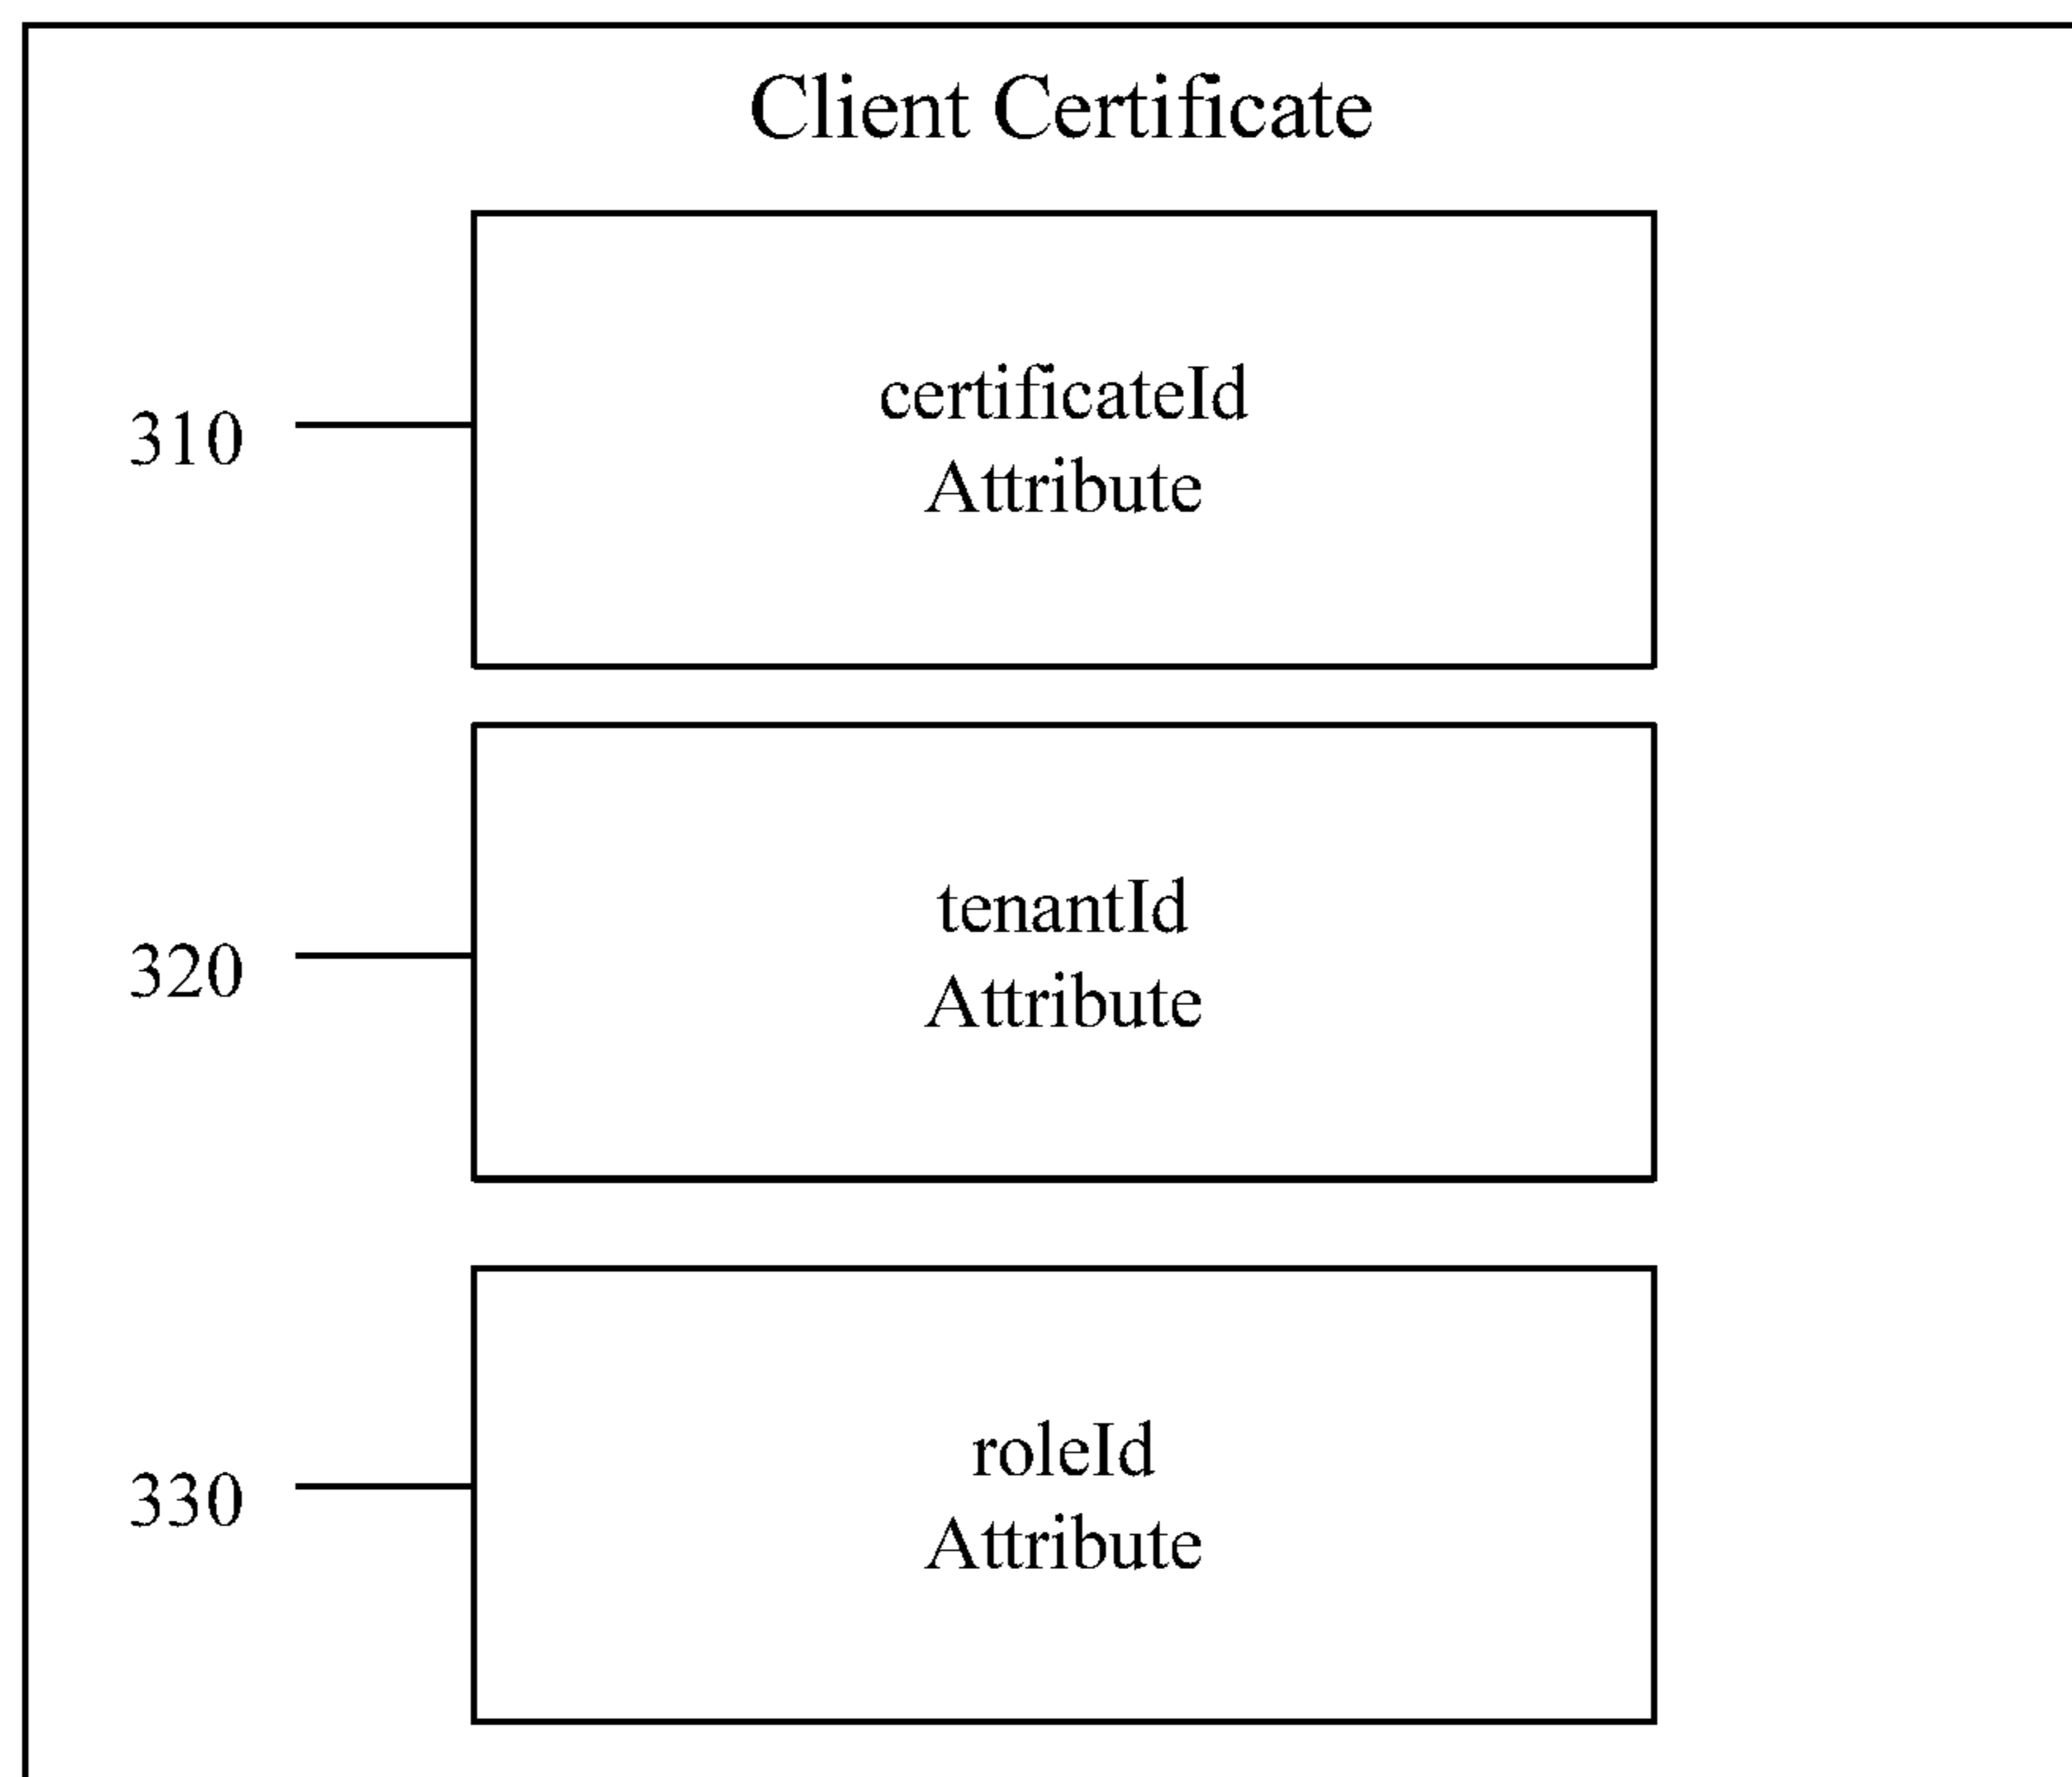 Client Certificate
310
certificateId
Attribute
320
tenantId
Attribute
330
roleId
Attribute